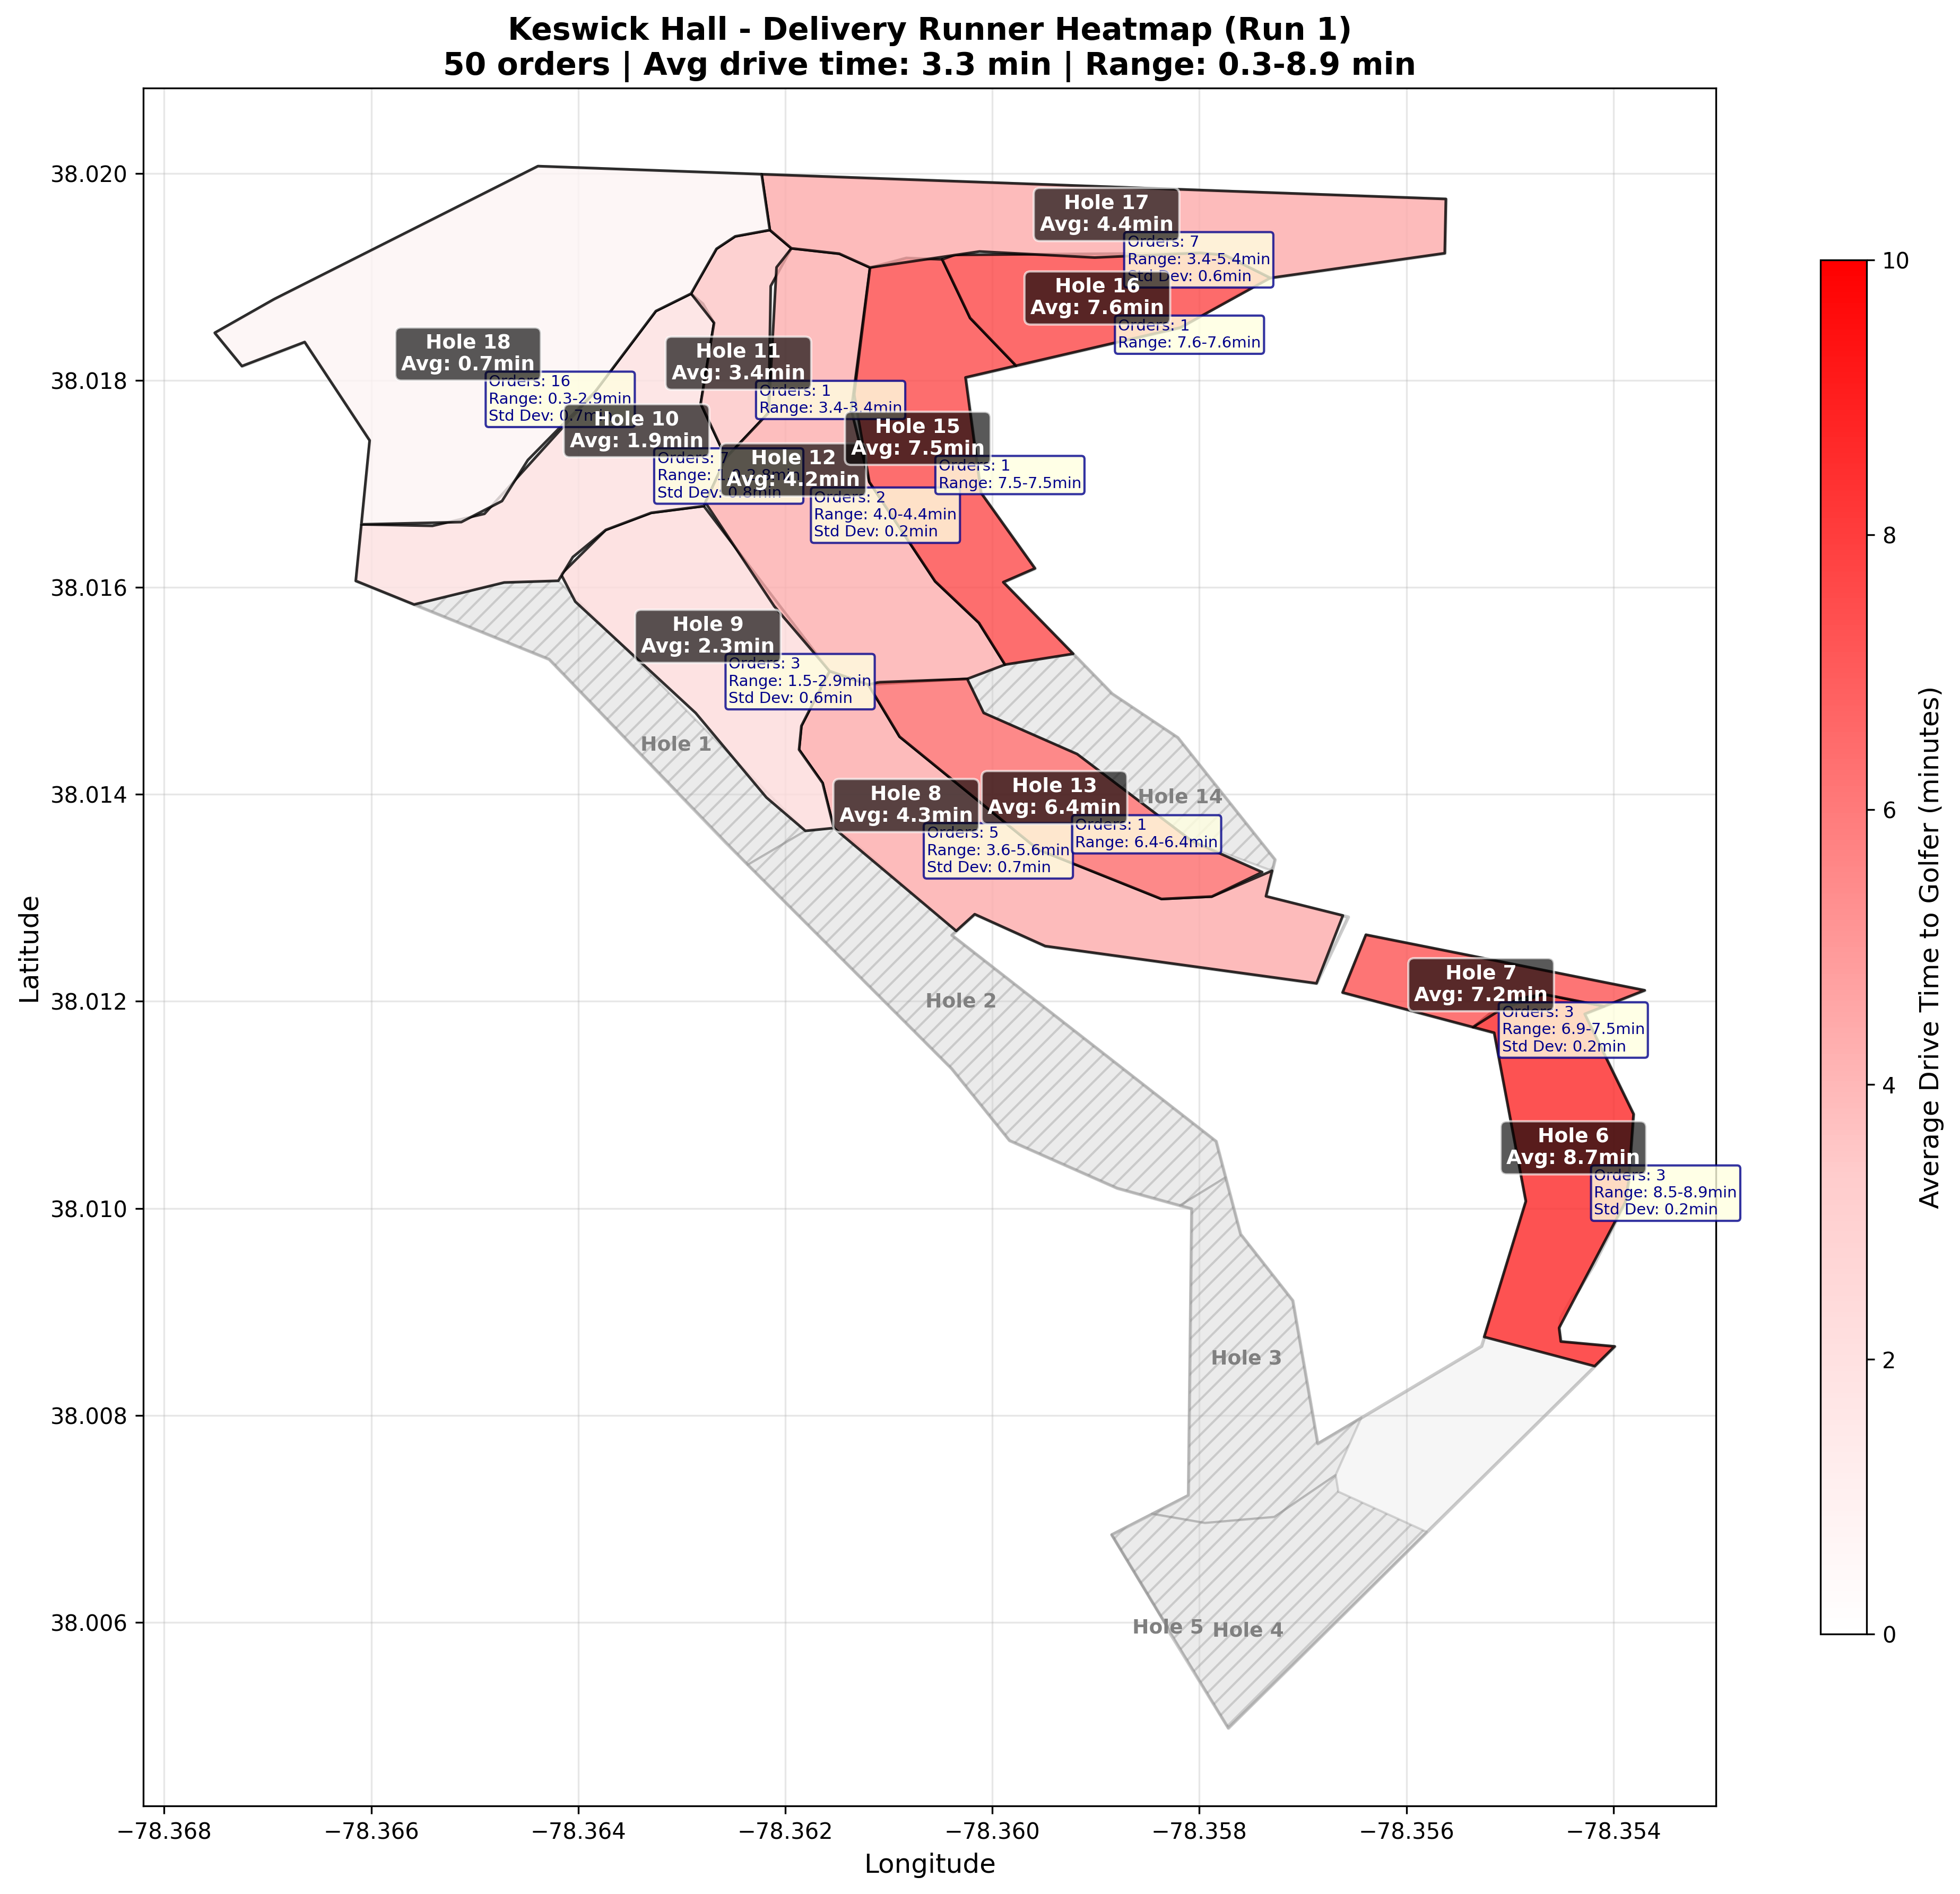 Keswick Hall - Delivery Runner Heatmap (Run 1)
50 orders | Avg drive time: 3.3 min | Range: 0.3-8.9 min
Hole 17
Avg: 4.4min
Orders: 7
Range: 3.4-5.4min
Std Dev: 0.6min
Hole 16
Avg: 7.6min
Orders: 1
Range: 7.6-7.6min
Hole 18
Avg: 0.7min
Orders: 16
Range: 0.3-2.9min
Std Dev: 0.7min
Hole 11
Avg: 3.4min
Orders: 1
Range: 3.4-3.4min
Hole 10
Avg: 1.9min
Orders: 7
Range:
Std Dev: 0.8min
Hole 15
Avg: 7.5min
Orders: 1
Range: 7.5-7.5min
Hole 12
Avg: 4.2min
Orders: 2
Range: 4.0-4.4min
Std Dev: 0.2min
Hole 9
Avg: 2.3min
Orders: 3
Range: 1.5-2.9min
Std Dev: 0.6min
Hole 1
Hole 8
Avg: 4.3min
Orders: 5
Range: 3.6-5.6min
Std Dev: 0.7min
Hole 13
Avg: 6.4min
Orders: 1
Range: 6.4-6.4min
Hole 14
Hole 2
Hole 7
Avg: 7.2min
Orders: 3
Range: 6.9-7.5min
Std Dev: 0.2min
Hole 6
Avg: 8.7min
Orders: 3
Range: 8.5-8.9min
Std Dev: 0.2min
Hole 3
Hole 5
Hole 4
Latitude
38.020
38.018
38.016
38.014
38.012
38.010
38.008
38.006
−78.368
−78.366
−78.364
−78.362
−78.360
−78.358
−78.356
−78.354
Longitude
10
8
6
4
2
0
Average Drive Time to Golfer (minutes)